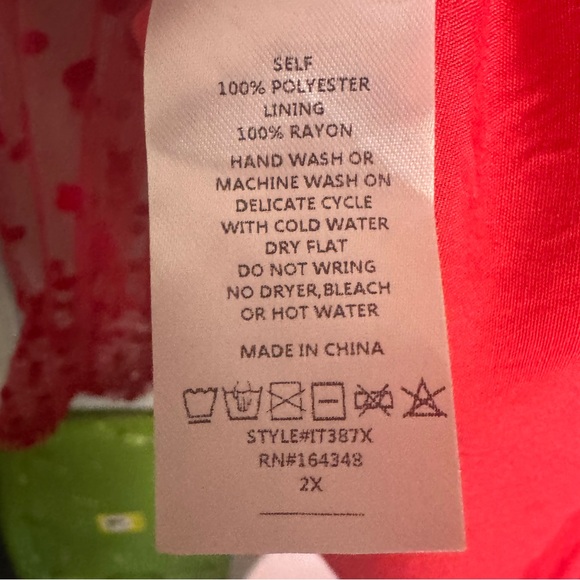 SELF
100% POLYESTER
LINING
100% RAYON
HAND WASH OR
MACHINE WASH ON
DELICATE CYCLE
WITH COLD WATER
DRY FLAT
DO NOT WRING
NO DRYER,BLEACH
OR HOT WATER
MADE IN CHINA
STYLE#IT387X
RN#164348
2X